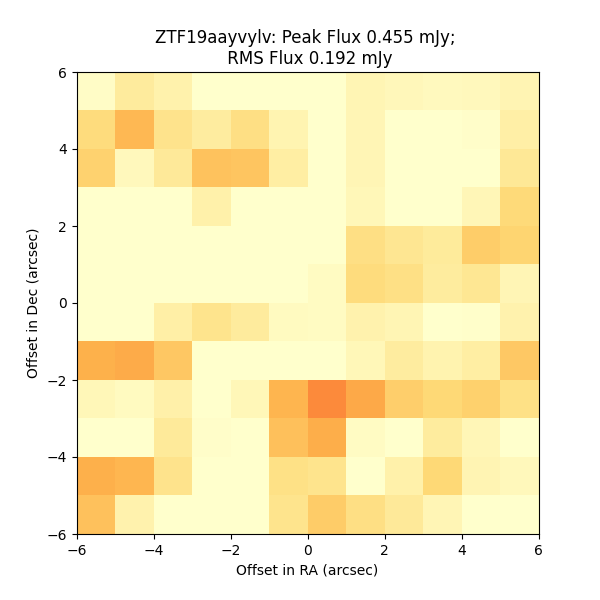 ZTF19aayvylv: Peak Flux 0.455 mJy;
RMS Flux 0.192 mJy
6
4
2
0
−2
−4
−6
Offset in Dec (arcsec)
−6 −4 −2 0 2 4 6
Offset in RA (arcsec)